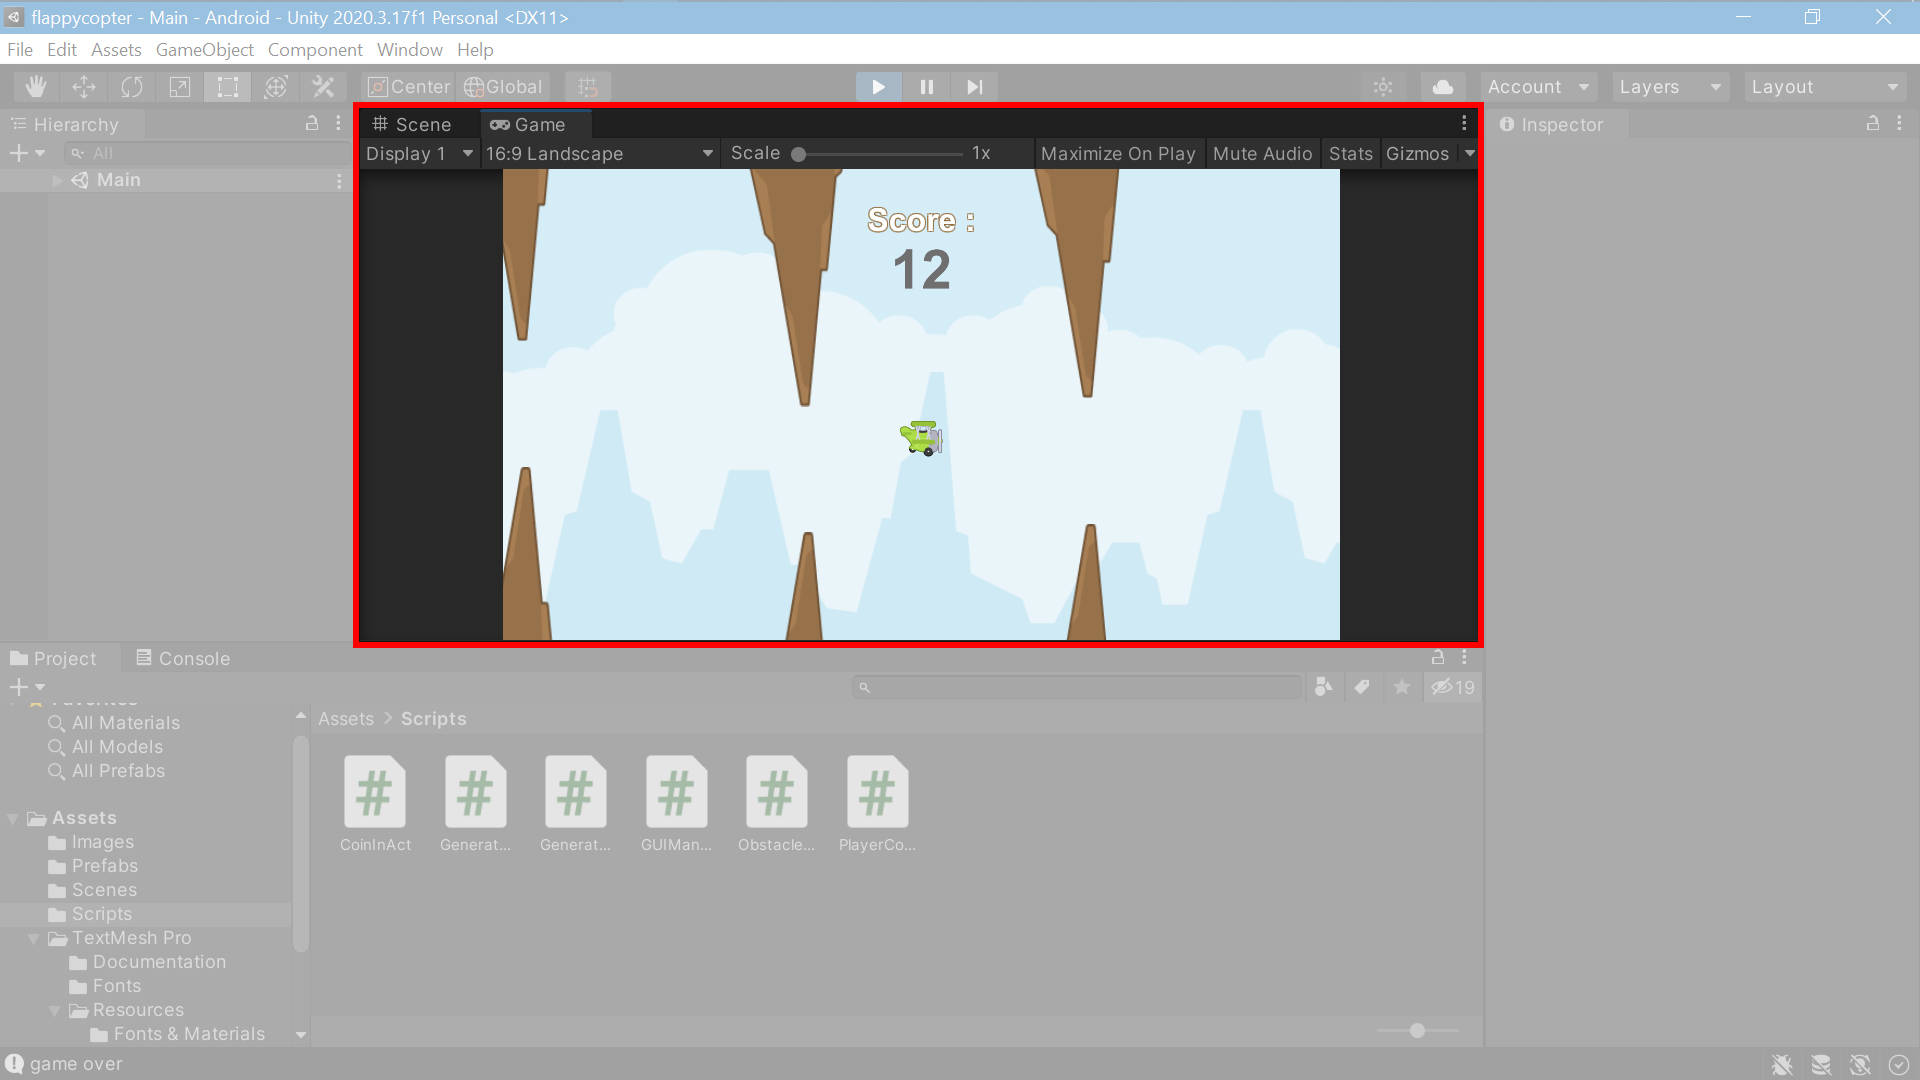 flappycopter - Main - Android - Unity 2020.3.17f1 Personal <DX11>
File Edit Assets GameObject Component Window Help
Center Global Account Layers Layout
Hierarchy Scene Game Inspector
All Display 1 16:9 Landscape Scale 1x Maximize On Play Mute Audio Stats Gizmos
Main
Score :
12
Project Console
19
Favorites
All Materials
All Models
All Prefabs
Assets > Scripts
Assets
Images
Prefabs
Scenes
Scripts
TextMesh Pro
Documentation
Fonts
Resources
Fonts & Materials
CoinInAct Generat... Generat... GUIMan... Obstacle... PlayerCo...
game over